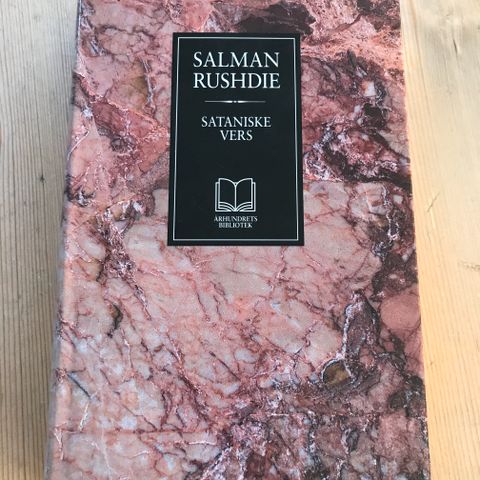 SALMAN
RUSHDIE
SATANISKE
VERS
ÅRHUNDRETS
BIBLIOTEK